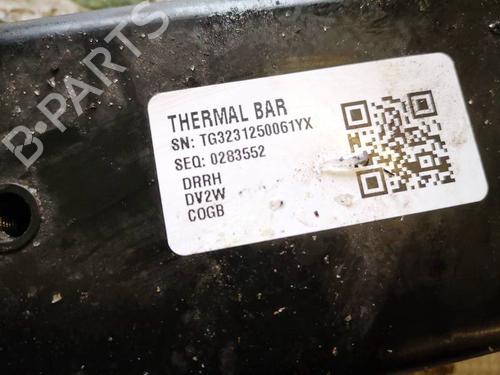 THERMAL BAR
SN: TG3231250061YX
SEQ: 0283552
DRRH
DV2W
COGB
B-PARTS